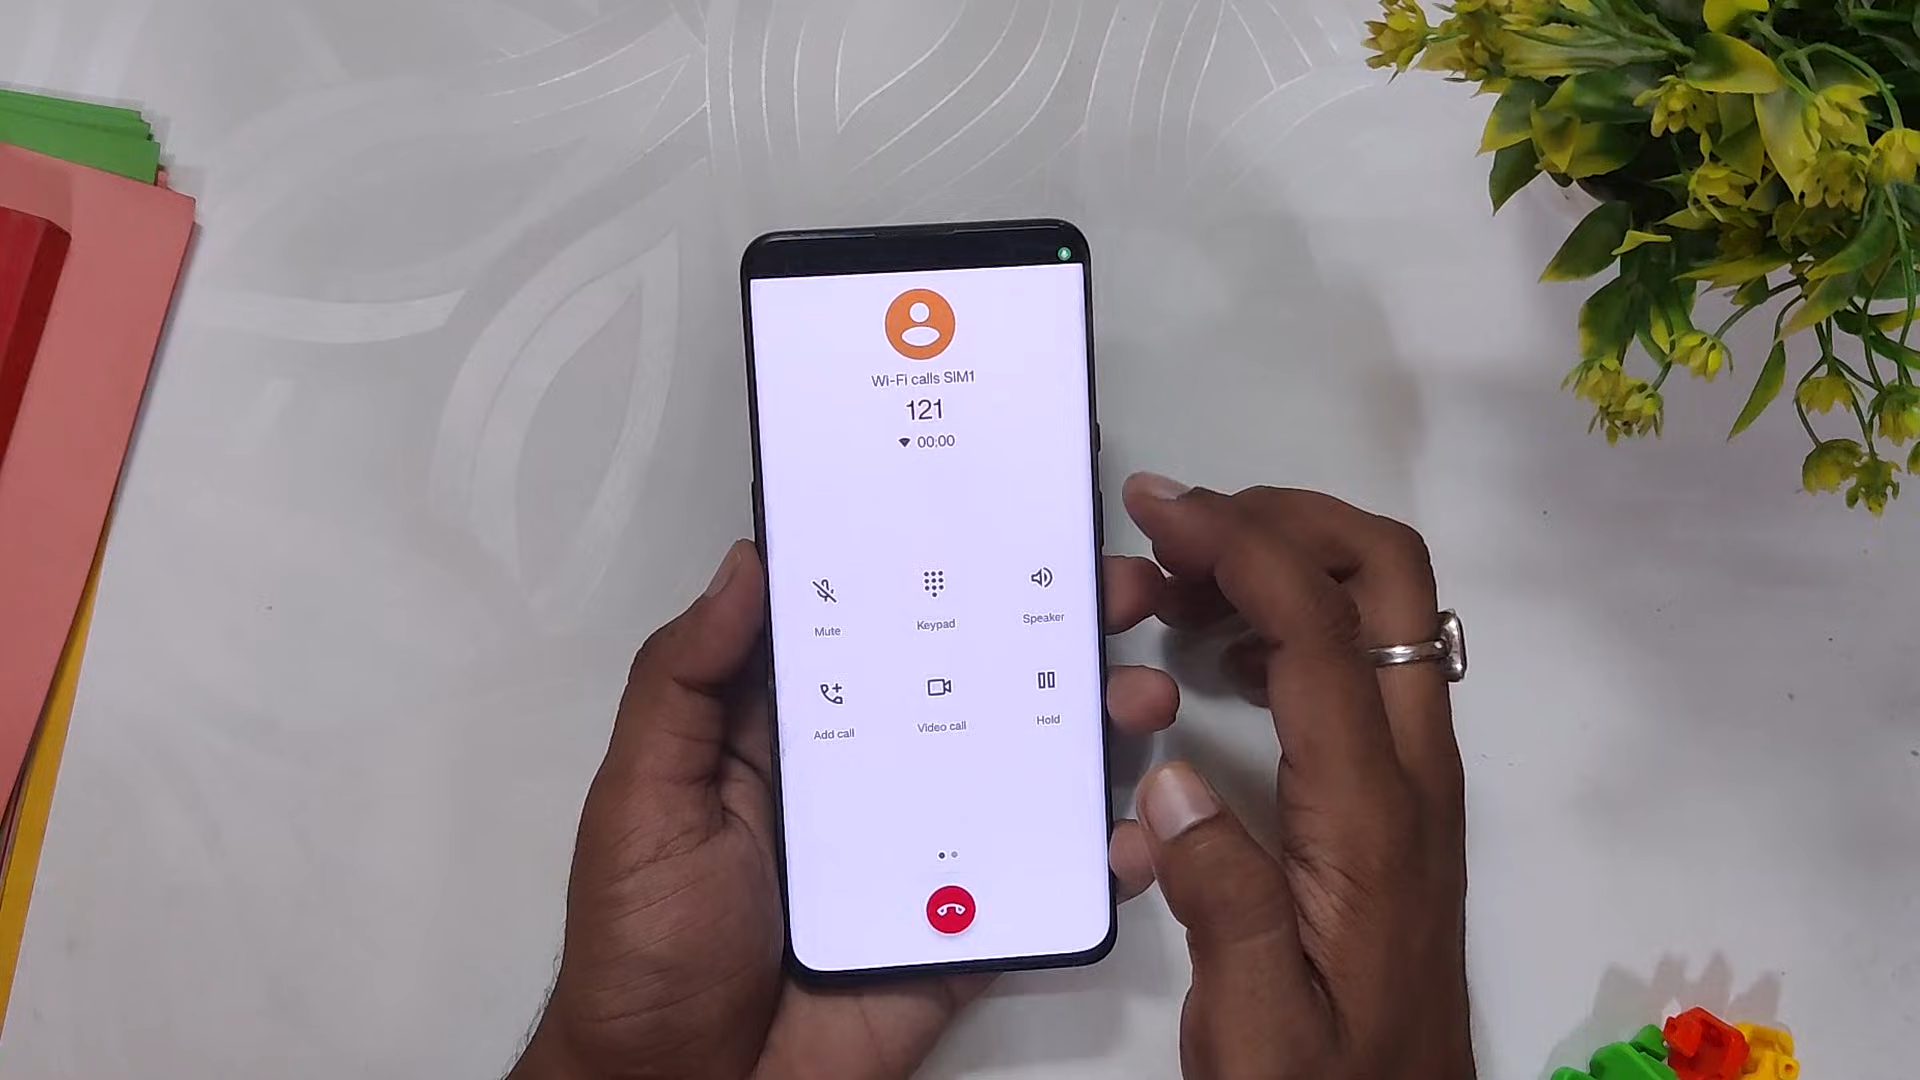 Wi-Fi calls SIM1
121
00:00
Mute
Keypad
Speaker
Add call
Video call
Hold